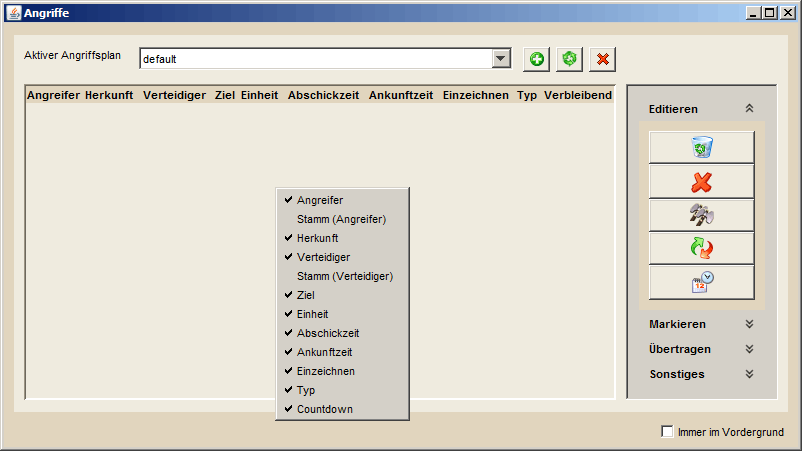 Angriffe
Aktiver Angriffsplan default
Angreifer Herkunft Verteidiger Ziel Einheit Abschickzeit Ankunftzeit Einzeichnen Typ Verbleibend
Angreifer
Stamm (Angreifer)
Herkunft
Verteidiger
Stamm (Verteidiger)
Ziel
Einheit
Abschickzeit
Ankunftzeit
Einzeichnen
Typ
Countdown
Editieren
12
Markieren
Übertragen
Sonstiges
Immer im Vordergrund